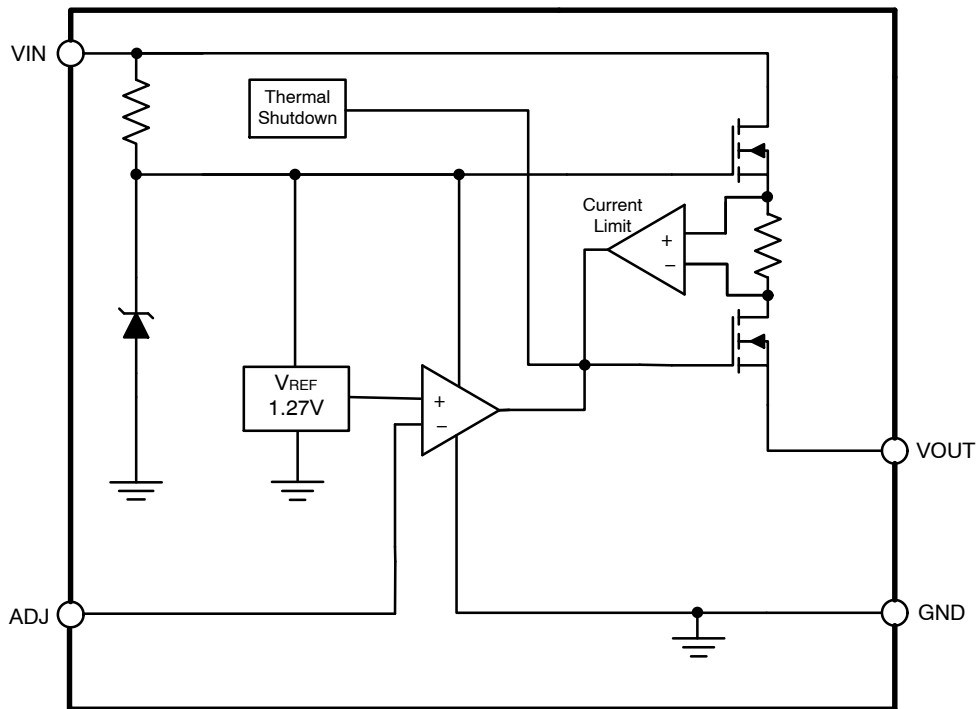 VIN
Thermal
Shutdown
Current
Limit
+
−
VREF
1.27V
+
−
VOUT
ADJ
GND